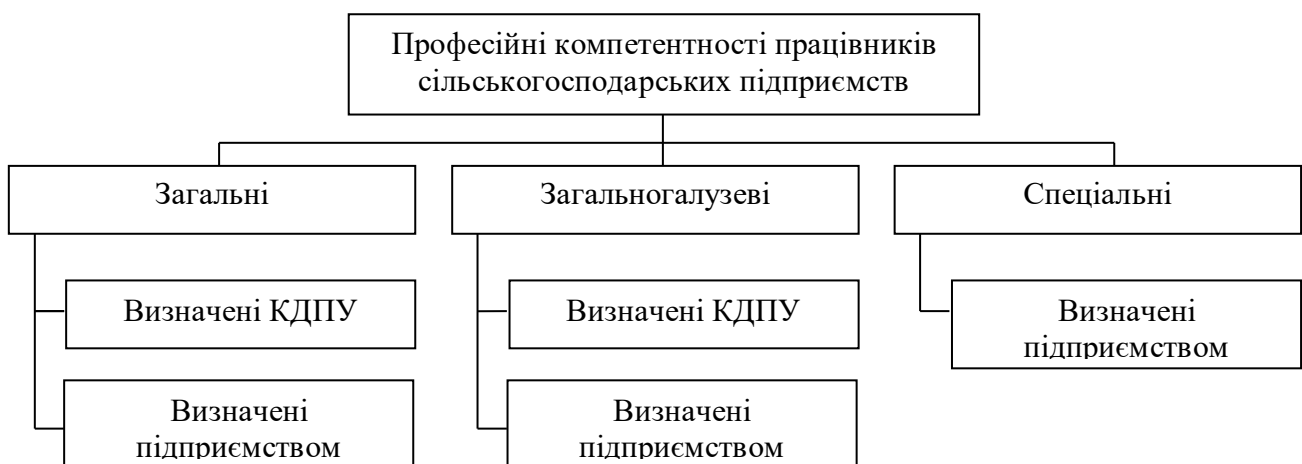 Професійні компетентності працівників
сільськогосподарських підприємств
Загальні
Загальногалузеві
Спеціальні
Визначені КДПУ
Визначені КДПУ
Визначені
підприємством
Визначені
підприємством
Визначені
підприємством